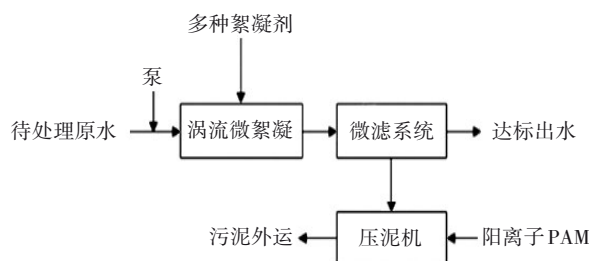 多种絮凝剂
泵
待处理原水
涡流微絮凝
微滤系统
达标出水
污泥外运
压泥机
阳离子PAM